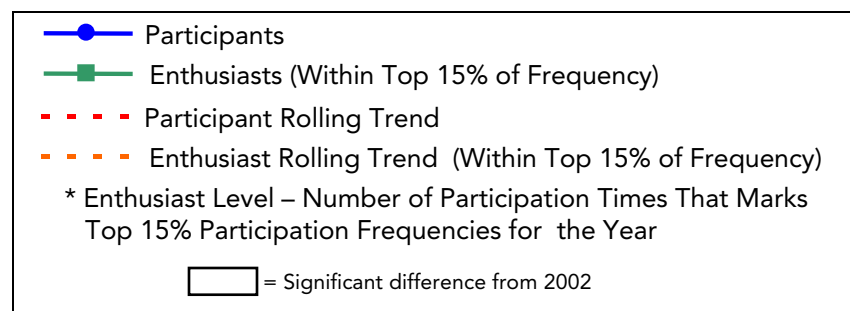 Participants
Enthusiasts (Within Top 15% of Frequency)
Participant Rolling Trend
Enthusiast Rolling Trend (Within Top 15% of Frequency)
* Enthusiast Level – Number of Participation Times That Marks
Top 15% Participation Frequencies for the Year
= Significant difference from 2002